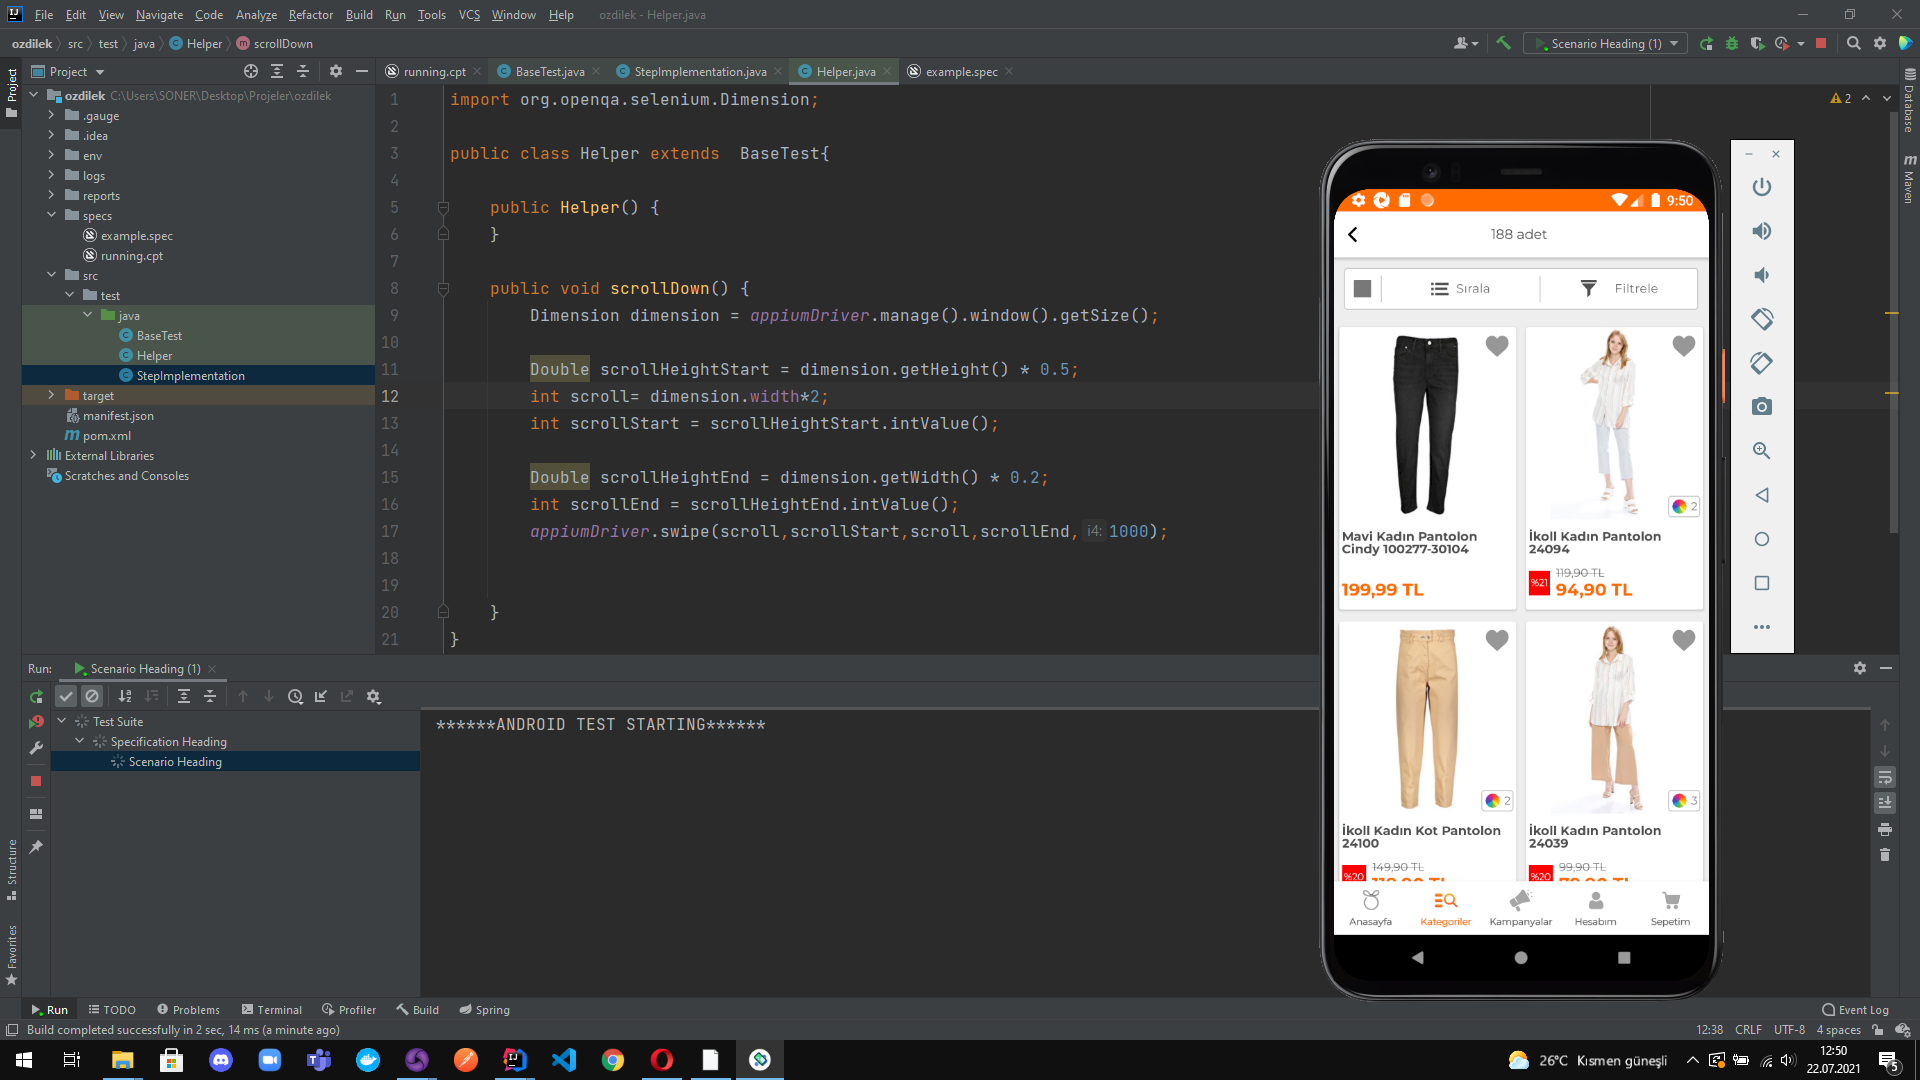 File Edit View Navigate Code Analyze Refactor Build Run Tools VCS Window Help ozdilek - Helper.java
ozdilek src test java Helper scrollDown
Scenario Heading (1)
Project
running.cpt
BaseTest.java
StepImplementation.java
Helper.java
example.spec
Project
ozdilek C:\Users\SONER\Desktop\Projeler\ozdilek
.gauge
.idea
env
logs
reports
specs
example.spec
running.cpt
src
test
java
BaseTest
Helper
StepImplementation
target
manifest.json
pom.xml
External Libraries
Scratches and Consoles
Structure
Favorites
Database
Maven
2
1 import org.openqa.selenium.Dimension;
2
3 public class Helper extends  BaseTest{
4
5 public Helper() {
6 }
7
8 public void scrollDown() {
9 Dimension dimension = appiumDriver.manage().window().getSize();
10
11 Double scrollHeightStart = dimension.getHeight() * 0.5;
12 int scroll= dimension.width*2;
13 int scrollStart = scrollHeightStart.intValue();
14
15 Double scrollHeightEnd = dimension.getWidth() * 0.2;
16 int scrollEnd = scrollHeightEnd.intValue();
17 appiumDriver.swipe(scroll,scrollStart,scroll,scrollEnd, i4: 1000);
18
19
20 }
21 }
9:50
188 adet
Sırala
Filtrele
Mavi Kadın Pantolon
Cindy 100277-30104
199,99 TL
2
İkoll Kadın Pantolon
24094
%21
119,90 TL
94,90 TL
2
İkoll Kadın Kot Pantolon
24100
%20
149,90 TL
119,90 TL
3
İkoll Kadın Pantolon
24039
%20
99,90 TL
79,90 TL
Anasayfa
Kategoriler
Kampanyalar
Hesabım
Sepetim
Run:
Scenario Heading (1)
Test Suite
Specification Heading
Scenario Heading
******ANDROID TEST STARTING******
Run
TODO
Problems
Terminal
Profiler
Build
Spring
Event Log
Build completed successfully in 2 sec, 14 ms (a minute ago)
12:38 CRLF UTF-8 4 spaces
26°C Kısmen güneşli
12:50
22.07.2021
5